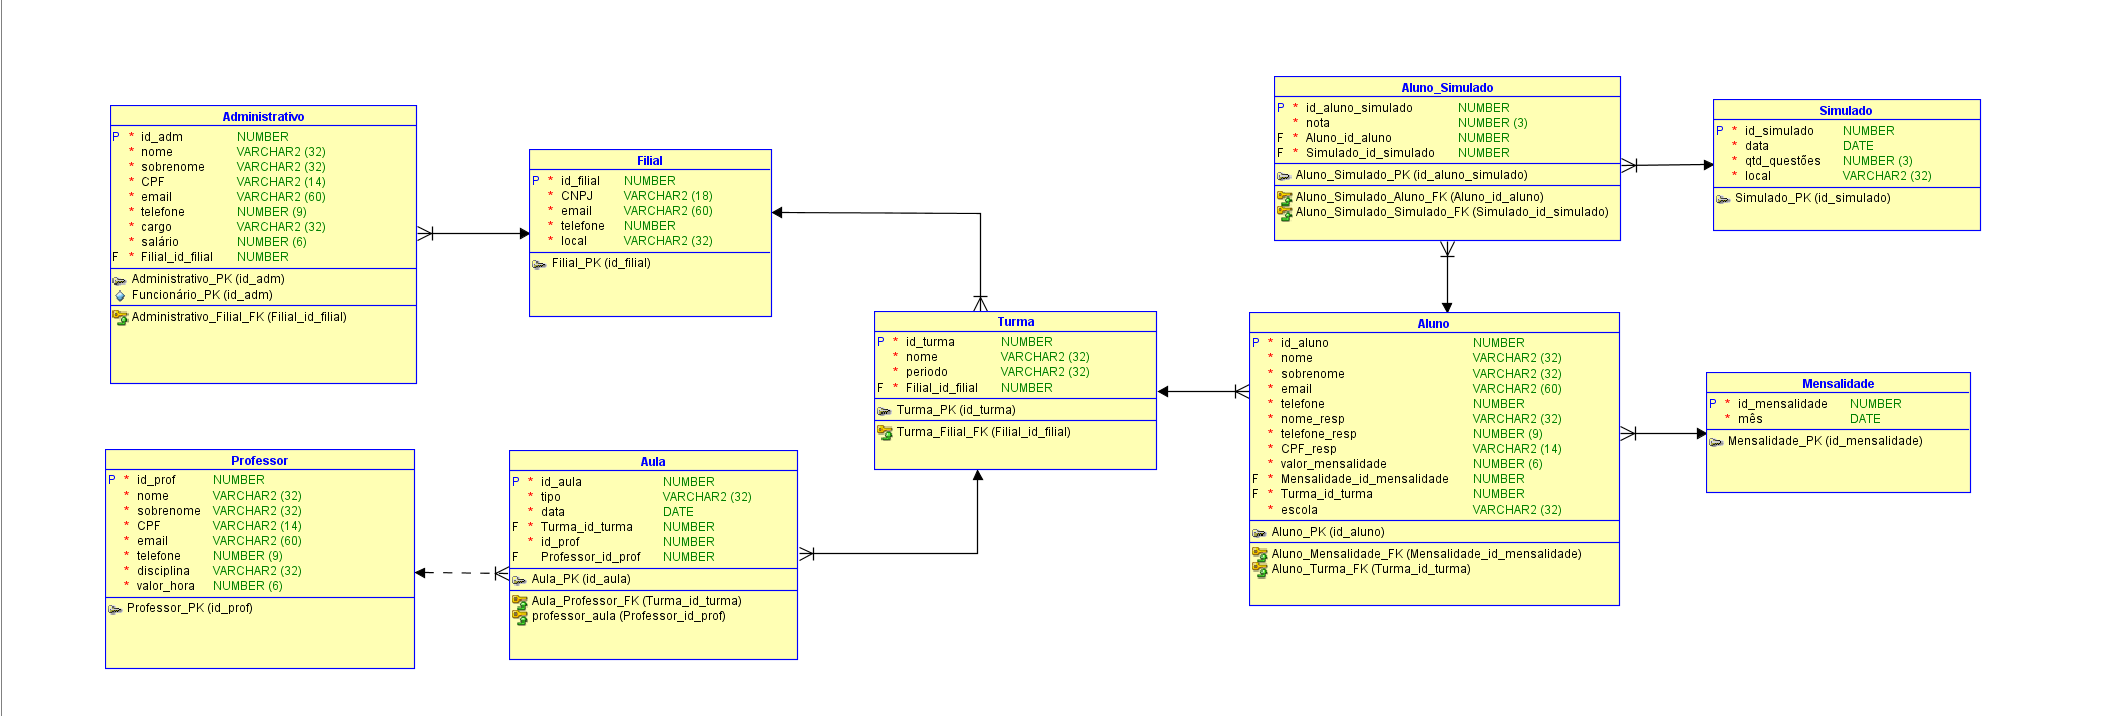 Administrativo
P * id_adm NUMBER
* nome VARCHAR2 (32)
* sobrenome VARCHAR2 (32)
* CPF VARCHAR2 (14)
* email VARCHAR2 (60)
* telefone NUMBER (9)
* cargo VARCHAR2 (32)
* salário NUMBER (6)
F * Filial_id_filial NUMBER
Administrativo_PK (id_adm)
Funcionário_PK (id_adm)
Administrativo_Filial_FK (Filial_id_filial)
Filial
P * id_filial NUMBER
* CNPJ VARCHAR2 (18)
* email VARCHAR2 (60)
* telefone NUMBER
* local VARCHAR2 (32)
Filial_PK (id_filial)
Aluno_Simulado
P * id_aluno_simulado NUMBER
* nota NUMBER (3)
F * Aluno_id_aluno NUMBER
F * Simulado_id_simulado NUMBER
Aluno_Simulado_PK (id_aluno_simulado)
Aluno_Simulado_Aluno_FK (Aluno_id_aluno)
Aluno_Simulado_Simulado_FK (Simulado_id_simulado)
Simulado
P * id_simulado NUMBER
* data DATE
* qtd_questões NUMBER (3)
* local VARCHAR2 (32)
Simulado_PK (id_simulado)
Turma
P * id_turma NUMBER
* nome VARCHAR2 (32)
* periodo VARCHAR2 (32)
F * Filial_id_filial NUMBER
Turma_PK (id_turma)
Turma_Filial_FK (Filial_id_filial)
Aluno
P * id_aluno NUMBER
* nome VARCHAR2 (32)
* sobrenome VARCHAR2 (32)
* email VARCHAR2 (60)
* telefone NUMBER
* nome_resp VARCHAR2 (32)
* telefone_resp NUMBER (9)
* CPF_resp VARCHAR2 (14)
* valor_mensalidade NUMBER (6)
F * Mensalidade_id_mensalidade NUMBER
F * Turma_id_turma NUMBER
* escola VARCHAR2 (32)
Aluno_PK (id_aluno)
Aluno_Mensalidade_FK (Mensalidade_id_mensalidade)
Aluno_Turma_FK (Turma_id_turma)
Mensalidade
P * id_mensalidade NUMBER
* mês DATE
Mensalidade_PK (id_mensalidade)
Professor
P * id_prof NUMBER
* nome VARCHAR2 (32)
* sobrenome VARCHAR2 (32)
* CPF VARCHAR2 (14)
* email VARCHAR2 (60)
* telefone NUMBER (9)
* disciplina VARCHAR2 (32)
* valor_hora NUMBER (6)
Professor_PK (id_prof)
Aula
P * id_aula NUMBER
* tipo VARCHAR2 (32)
* data DATE
F * Turma_id_turma NUMBER
* id_prof NUMBER
F Professor_id_prof NUMBER
Aula_PK (id_aula)
Aula_Professor_FK (Turma_id_turma)
professor_aula (Professor_id_prof)